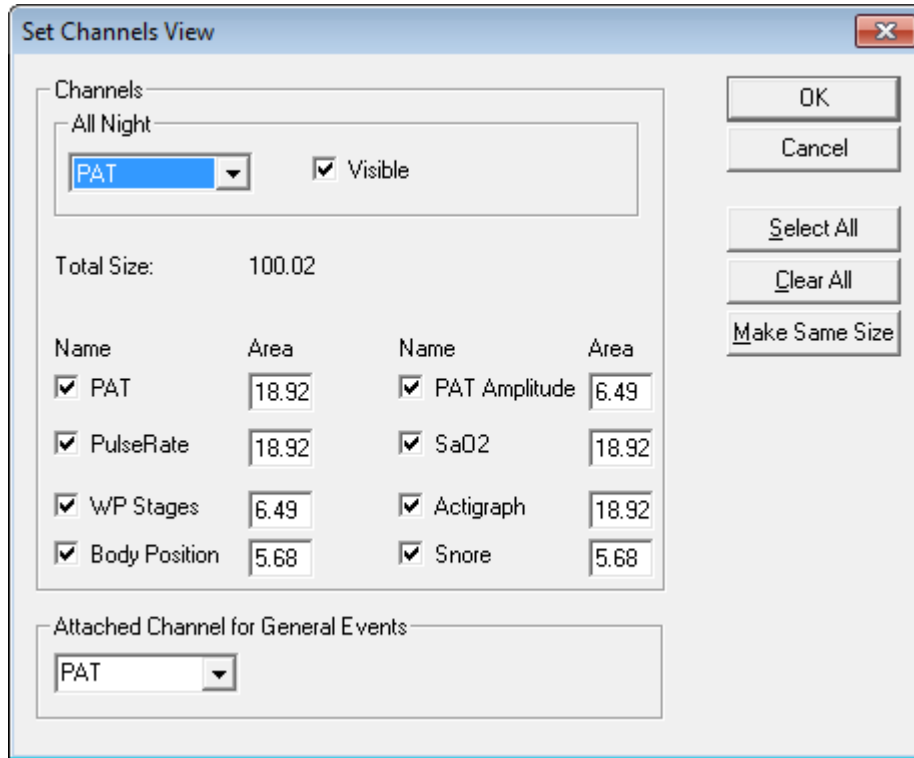 Set Channels View
Channels
All Night
PAT
Visible
OK
Cancel
Select All
Clear All
Make Same Size
Total Size: 100.02
Name Area Name Area
PAT 18.92 PAT Amplitude 6.49
PulseRate 18.92 SaO2 18.92
WP Stages 6.49 Actigraph 18.92
Body Position 5.68 Snore 5.68
Attached Channel for General Events
PAT